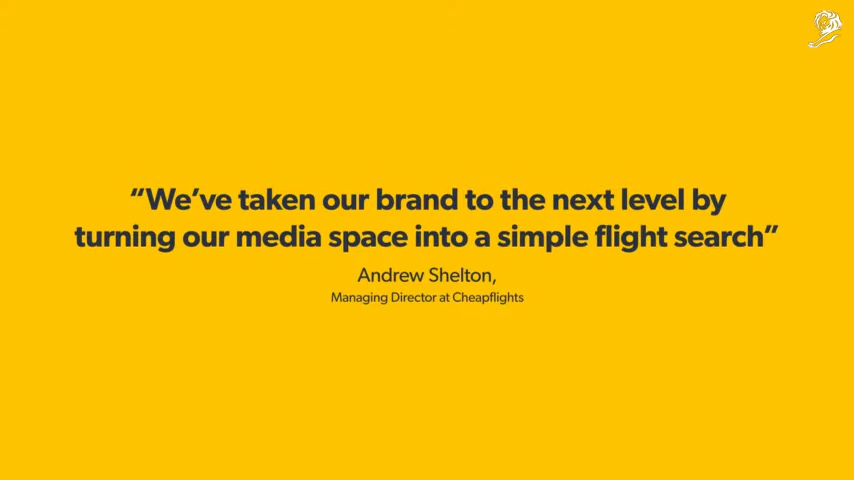 “We’ve taken our brand to the next level by
turning our media space into a simple flight search”
Andrew Shelton,
Managing Director at Cheapflights